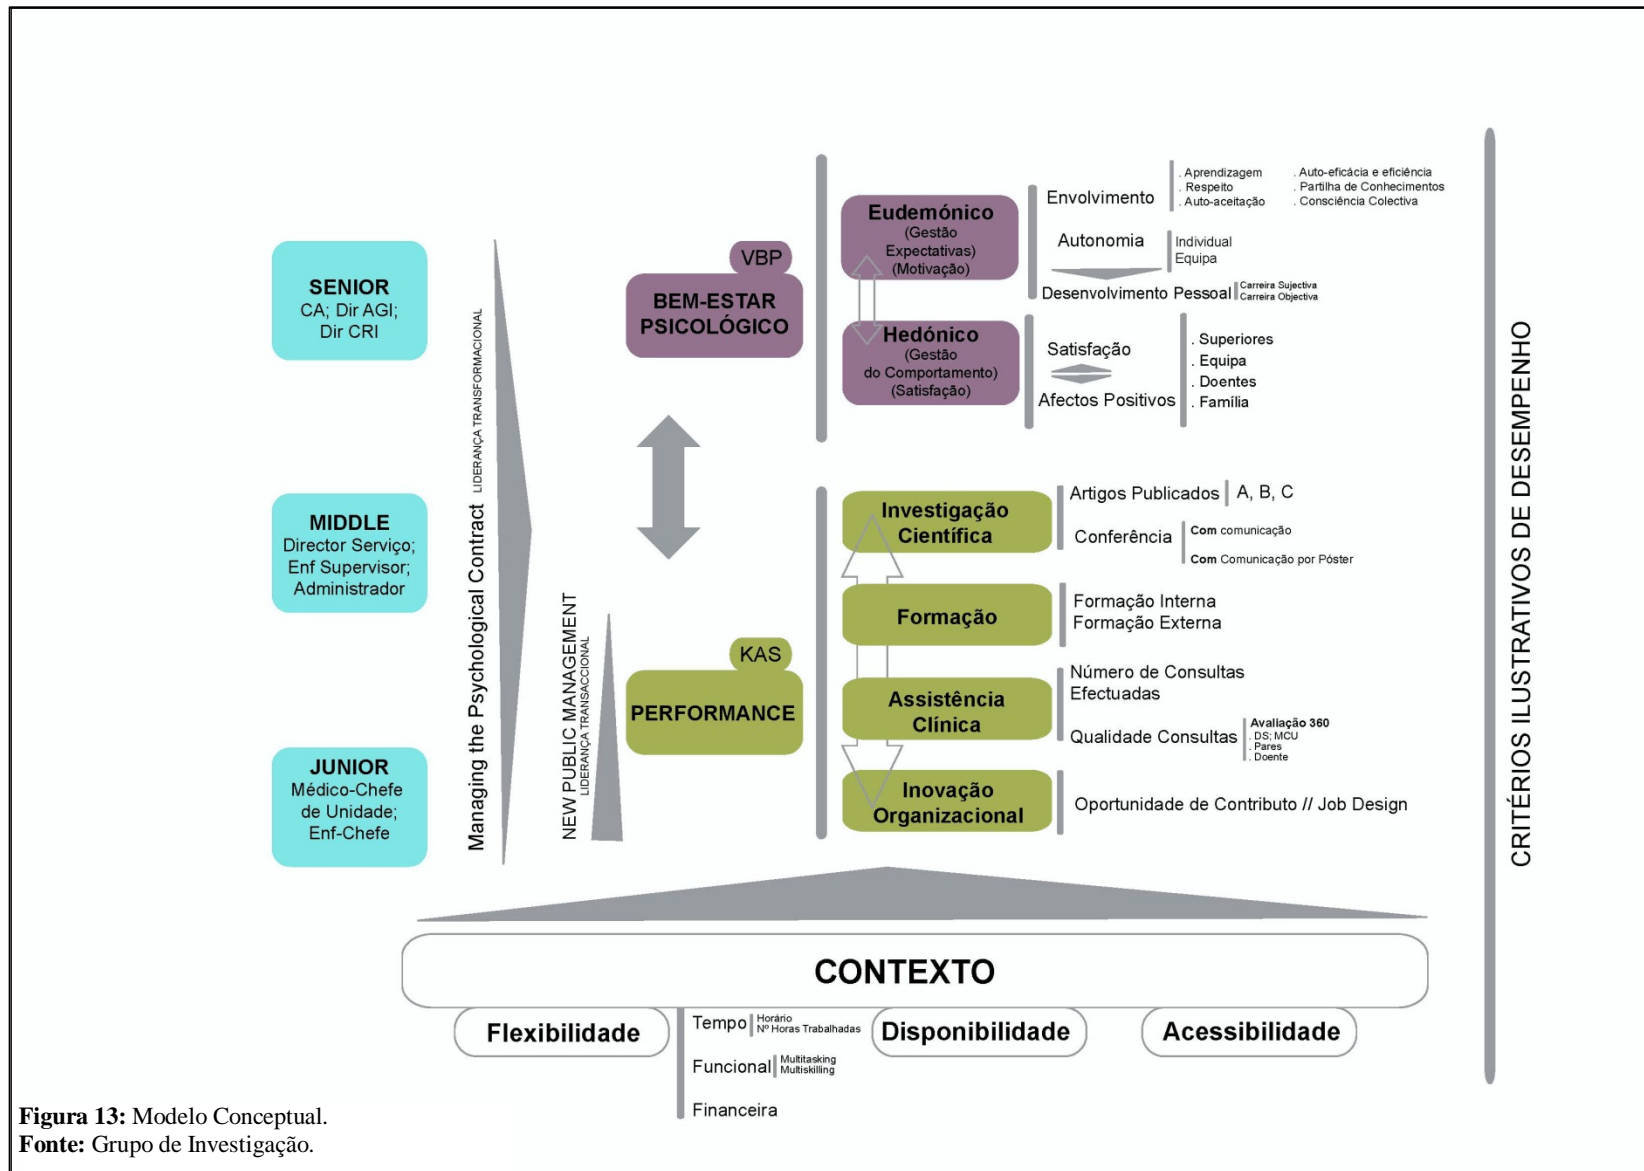 SENIOR
CA; Dir AGI;
Dir CRI
MIDDLE
Director Serviço;
Enf Supervisor;
Administrador
JUNIOR
Médico-Chefe
de Unidade;
Enf-Chefe
Managing the Psychological Contract
LIDERANÇA TRANSFORMACIONAL
NEW PUBLIC MANAGEMENT
LIDERANÇA TRANSACCIONAL
VBP
BEM-ESTAR
PSICOLÓGICO
KAS
PERFORMANCE
Eudemónico
(Gestão
Expectativas)
(Motivação)
Envolvimento
. Aprendizagem
. Respeito
. Auto-aceitação
. Auto-eficácia e eficiência
. Partilha de Conhecimentos
. Consciência Colectiva
Autonomia
Individual
Equipa
Desenvolvimento Pessoal
Carreira Sujectiva
Carreira Objectiva
Hedónico
(Gestão
do Comportamento)
(Satisfação)
Satisfação
Afectos Positivos
. Superiores
. Equipa
. Doentes
. Família
Investigação
Científica
Artigos Publicados
A, B, C
Conferência
Com comunicação
Com Comunicação por Póster
Formação
Formação Interna
Formação Externa
Assistência
Clínica
Número de Consultas
Efectuadas
Qualidade Consultas
Avaliação 360
. DS; MCU
. Pares
. Doente
Inovação
Organizacional
Oportunidade de Contributo // Job Design
CRITÉRIOS ILUSTRATIVOS DE DESEMPENHO
CONTEXTO
Flexibilidade
Tempo
Horário
Nº Horas Trabalhadas
Funcional
Multitasking
Multiskilling
Financeira
Disponibilidade
Acessibilidade
Figura 13: Modelo Conceptual.
Fonte: Grupo de Investigação.